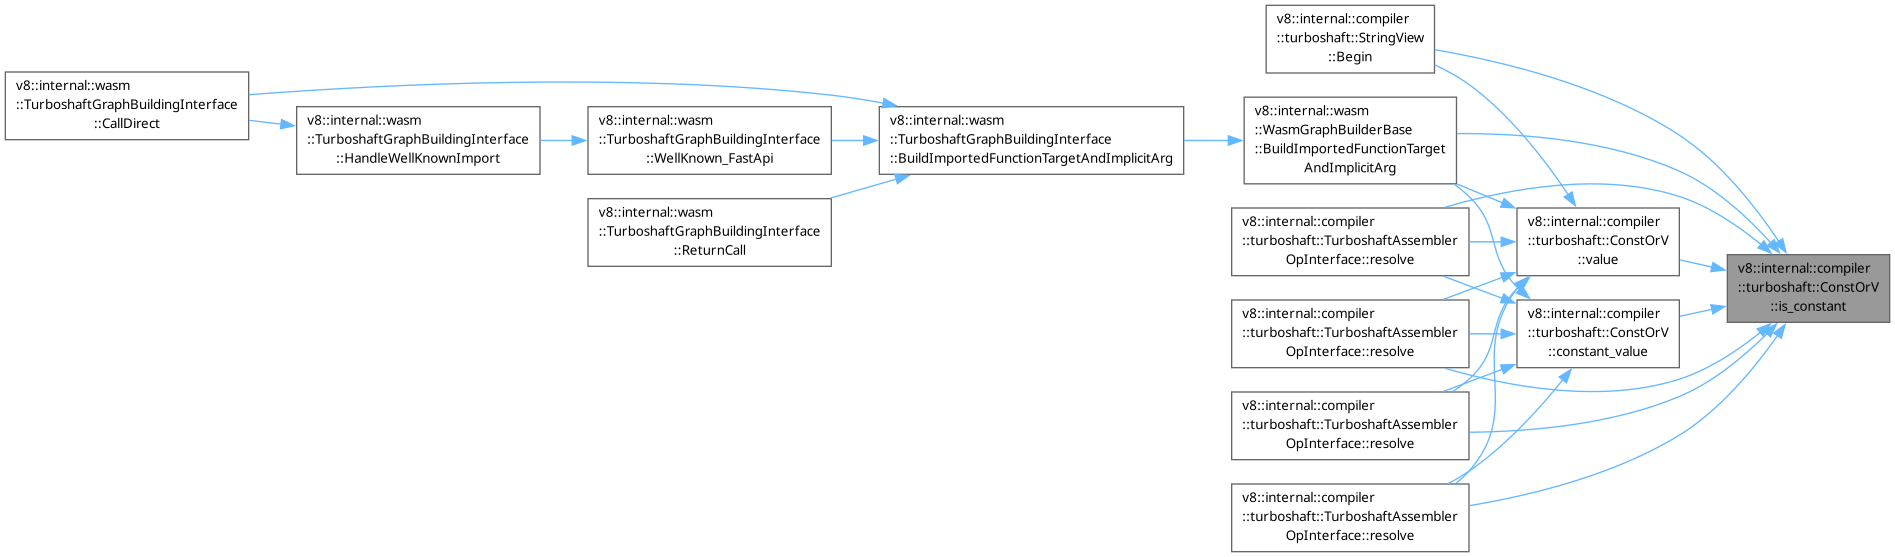 v8::internal::wasm
::TurboshaftGraphBuildingInterface
::CallDirect
v8::internal::wasm
::TurboshaftGraphBuildingInterface
::HandleWellKnownImport
v8::internal::wasm
::TurboshaftGraphBuildingInterface
::WellKnown_FastApi
v8::internal::wasm
::TurboshaftGraphBuildingInterface
::ReturnCall
v8::internal::wasm
::TurboshaftGraphBuildingInterface
::BuildImportedFunctionTargetAndImplicitArg
v8::internal::compiler
::turboshaft::StringView
::Begin
v8::internal::wasm
::WasmGraphBuilderBase
::BuildImportedFunctionTarget
AndImplicitArg
v8::internal::compiler
::turboshaft::TurboshaftAssembler
OpInterface::resolve
v8::internal::compiler
::turboshaft::TurboshaftAssembler
OpInterface::resolve
v8::internal::compiler
::turboshaft::TurboshaftAssembler
OpInterface::resolve
v8::internal::compiler
::turboshaft::TurboshaftAssembler
OpInterface::resolve
v8::internal::compiler
::turboshaft::ConstOrV
::value
v8::internal::compiler
::turboshaft::ConstOrV
::constant_value
v8::internal::compiler
::turboshaft::ConstOrV
::is_constant